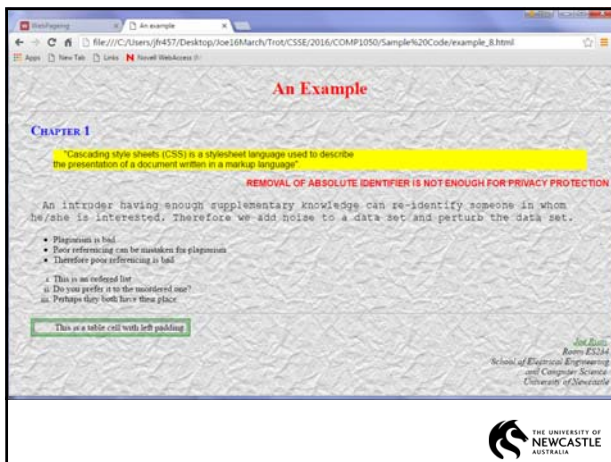 WebPageing
An example
file:///C:/Users/jfr457/Desktop/Joe16March/Trot/CSSE/2016/COMP1050/Sample%20Code/example_8.html
Apps New Tab Links Novell WebAccess
An Example
CHAPTER 1
"Cascading style sheets (CSS) is a stylesheet language used to describe
the presentation of a document written in a markup language".
REMOVAL OF ABSOLUTE IDENTIFIER IS NOT ENOUGH FOR PRIVACY PROTECTION
An intruder having enough supplementary knowledge can re-identify someone in whom
he/she is interested. Therefore we add noise to a data set and perturb the data set.
• Plagiarism is bad
• Poor referencing can be mistaken for plagiarism
• Therefore poor referencing is bad
i. This is an ordered list
ii. Do you prefer it to the unordered one?
iii. Perhaps they both have their place
This is a table cell with left padding
Joe Ryan
Room ES234
School of Electrical Engineering
and Computer Science
University of Newcastle
THE UNIVERSITY OF
NEWCASTLE
AUSTRALIA